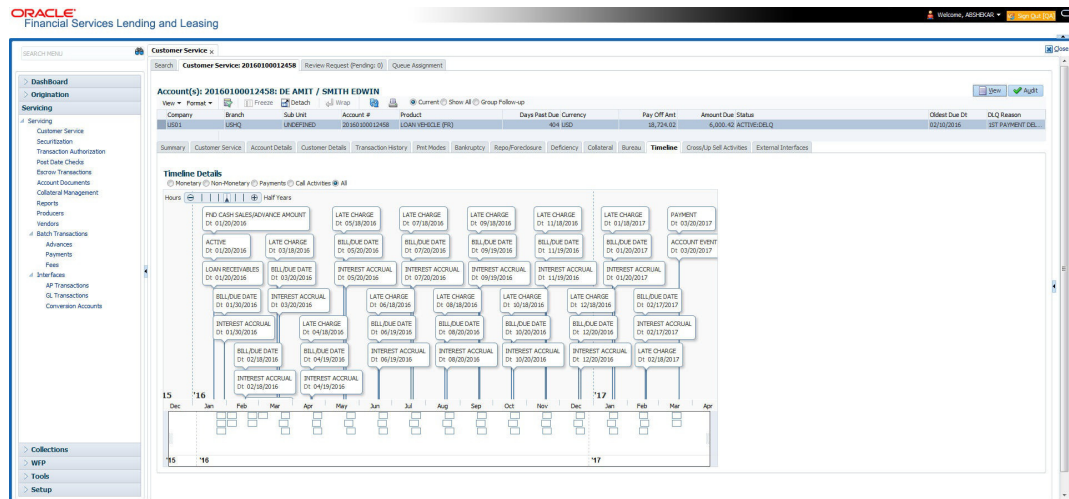 ORACLE
Financial Services Lending and Leasing
Welcome, ABSHEKAR
Sign Out [QA]
SEARCH MENU
Customer Service x
Close
Search Customer Service: 20160100012458 Review Request (Pending: 0) Queue Assignment
DashBoard
Origination
Servicing
Servicing
Customer Service
Securitization
Transaction Authorization
Post Date Checks
Escrow Transactions
Account Documents
Collateral Management
Reports
Producers
Vendors
Batch Transactions
Advances
Payments
Fees
Interfaces
AP Transactions
GL Transactions
Conversion Accounts
Collections
WFP
Tools
Setup
Account(s): 20160100012458: DE AMIT / SMITH EDWIN
View Audit
View Format Freeze Detach Wrap Current Show All Group Follow-up
Company Branch Sub Unit Account # Product Days Past Due Currency Pay Off Amt Amount Due Status Oldest Due Dt DLQ Reason
US01 USHQ UNDEFINED 20160100012458 LOAN VEHICLE (FR) 404 USD 18,724.02 6,000.42 ACTIVE:DELQ 02/10/2016 1ST PAYMENT DEL...
Summary Customer Service Account Details Customer Details Transaction History Pmt Modes Bankruptcy Repo/Foreclosure Deficiency Collateral Bureau Timeline Cross/Up Sell Activities External Interfaces
Timeline Details
Monetary Non-Monetary Payments Call Activities All
Hours Half Years
FND CASH SALES/ADVANCE AMOUNT LATE CHARGE LATE CHARGE LATE CHARGE LATE CHARGE LATE CHARGE PAYMENT
Dt 01/20/2016 Dt 05/18/2016 Dt 07/18/2016 Dt 09/18/2016 Dt 11/18/2016 Dt 01/18/2017 Dt 03/20/2017
ACTIVE LATE CHARGE BILL/DUE DATE BILL/DUE DATE BILL/DUE DATE BILL/DUE DATE BILL/DUE DATE ACCOUNT EVENT
Dt 01/20/2016 Dt 03/18/2016 Dt 05/20/2016 Dt 07/20/2016 Dt 09/19/2016 Dt 11/19/2016 Dt 01/20/2017 Dt 03/20/2017
LOAN RECEIVABLES BILL/DUE DATE INTEREST ACCRUAL INTEREST ACCRUAL INTEREST ACCRUAL INTEREST ACCRUAL INTEREST ACCRUAL
Dt 01/20/2016 Dt 03/20/2016 Dt 05/20/2016 Dt 07/20/2016 Dt 09/19/2016 Dt 11/19/2016 Dt 01/20/2017
BILL/DUE DATE INTEREST ACCRUAL LATE CHARGE LATE CHARGE LATE CHARGE LATE CHARGE BILL/DUE DATE
Dt 01/30/2016 Dt 03/20/2016 Dt 06/18/2016 Dt 08/18/2016 Dt 10/18/2016 Dt 12/18/2016 Dt 02/17/2017
INTEREST ACCRUAL LATE CHARGE BILL/DUE DATE BILL/DUE DATE BILL/DUE DATE BILL/DUE DATE INTEREST ACCRUAL
Dt 01/30/2016 Dt 04/18/2016 Dt 06/19/2016 Dt 08/20/2016 Dt 10/20/2016 Dt 12/20/2016 Dt 02/17/2017
BILL/DUE DATE BILL/DUE DATE INTEREST ACCRUAL INTEREST ACCRUAL INTEREST ACCRUAL INTEREST ACCRUAL LATE CHARGE
Dt 02/18/2016 Dt 04/19/2016 Dt 06/19/2016 Dt 08/20/2016 Dt 10/20/2016 Dt 12/20/2016 Dt 02/18/2017
INTEREST ACCRUAL INTEREST ACCRUAL
Dt 02/18/2016 Dt 04/19/2016
15 '16 '17
Dec Jan Feb Mar Apr May Jun Jul Aug Sep Oct Nov Dec Jan Feb Mar Apr
'15 '16 '17